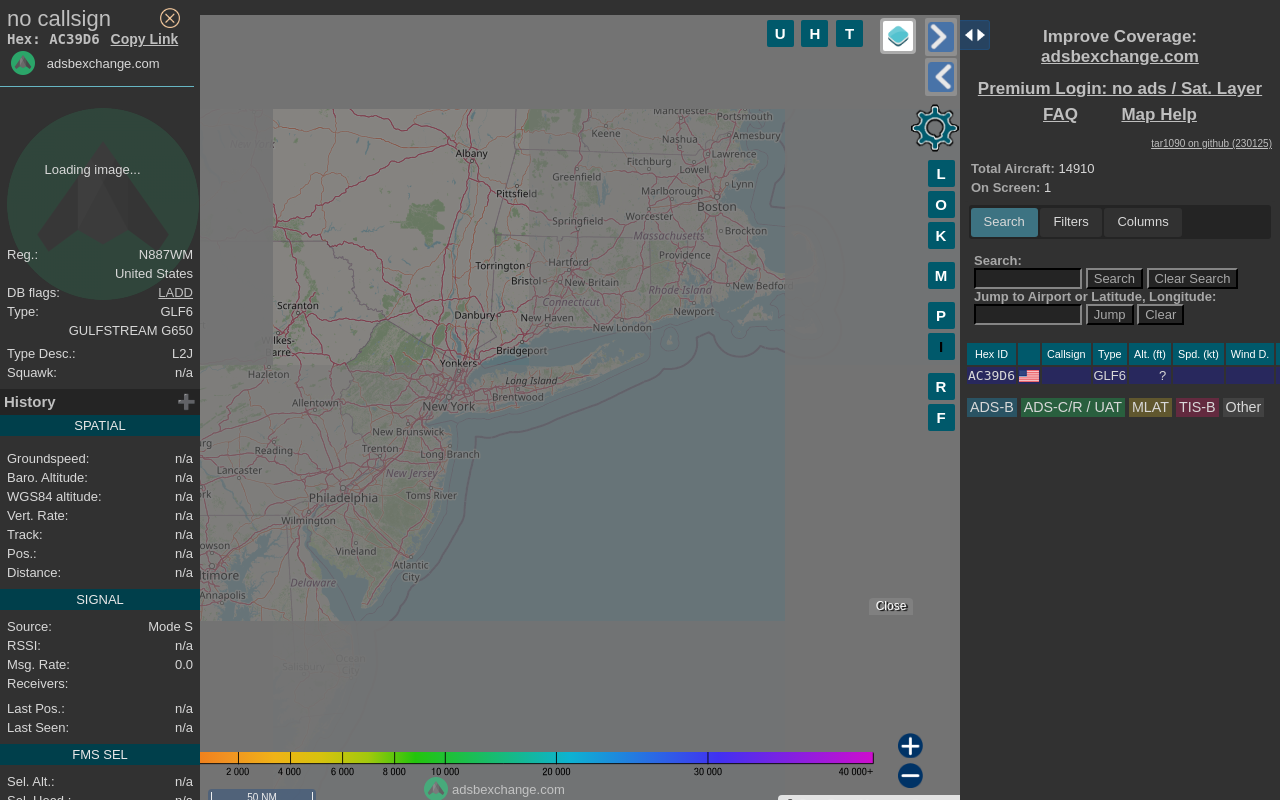 no callsign
Hex: AC39D6 Copy Link
adsbexchange.com
Loading image...
Reg.: N887WM
United States
DB flags: LADD
Type: GLF6
GULFSTREAM G650
Type Desc.: L2J
Squawk: n/a
History
SPATIAL
Groundspeed: n/a
Baro. Altitude: n/a
WGS84 altitude: n/a
Vert. Rate: n/a
Track: n/a
Pos.: n/a
Distance: n/a
SIGNAL
Source: Mode S
RSSI: n/a
Msg. Rate: 0.0
Receivers:
Last Pos.: n/a
Last Seen: n/a
FMS SEL
Sel. Alt.: n/a
Sel. Head.: n/a
U H T
L
O
K
M
P
I
R
F
Manchester
Portsmouth
Keene
Nashua
Amesbury
Albany
Fitchburg
Lawrence
Greenfield
Lowell
Lynn
Pittsfield
Marlborough
Boston
Springfield
Worcester
Massachusetts
Brockton
Providence
Torrington
Hartford
Bristol
New Britain
Rhode Island
New Bedfor
Connecticut
Scranton
Danbury
New Haven
New London
Newport
lkes-
arre
Bridgeport
Yonkers
Hazleton
Long Island
Brentwood
Allentown
New York
New Brunswick
Reading
Trenton
Long Branch
Lancaster
New Jersey
Philadelphia
Toms River
Wilmington
Vineland
Atlantic
City
Delaware
ltimore
Annapolis
Salisbury
Ocean
Close
2 000 4 000 6 000 8 000 10 000 20 000 30 000 40 000+
adsbexchange.com
50 NM
Improve Coverage:
adsbexchange.com
Premium Login: no ads / Sat. Layer
FAQ Map Help
tar1090 on github (230125)
Total Aircraft: 14910
On Screen: 1
Search Filters Columns
Search:
Search Clear Search
Jump to Airport or Latitude, Longitude:
Jump Clear
Hex ID Callsign Type Alt. (ft) Spd. (kt) Wind D.
AC39D6 GLF6 ?
ADS-B ADS-C/R / UAT MLAT TIS-B Other